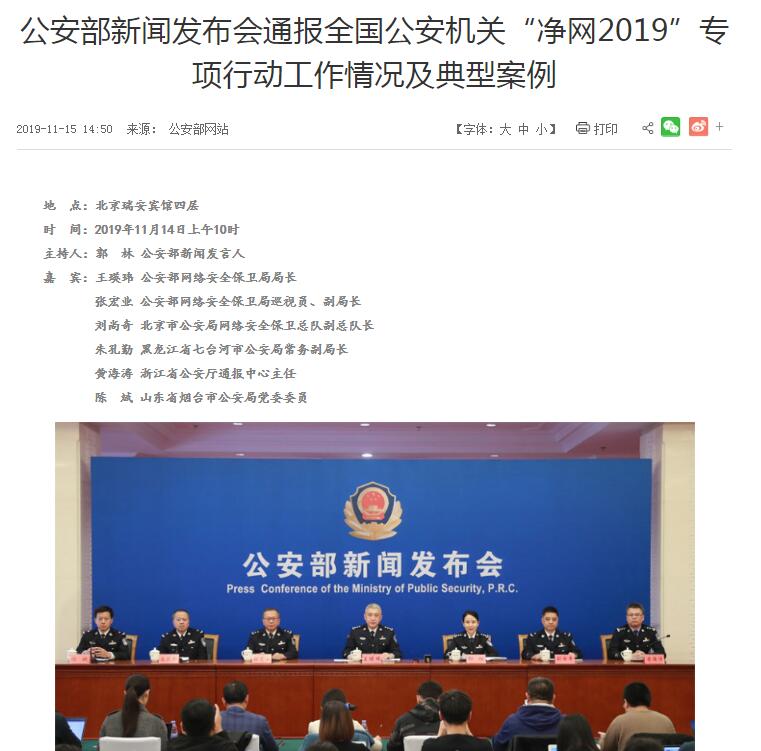 公安部新闻发布会通报全国公安机关“净网2019”专
项行动工作情况及典型案例
2019-11-15 14:50 来源： 公安部网站 【字体：大 中 小】 打印 +
地 点：北京瑞安宾馆四层
时 间：2019年11月14日上午10时
主持人：郭 林 公安部新闻发言人
嘉 宾：王瑛玮 公安部网络安全保卫局局长
张宏业 公安部网络安全保卫局巡视员、副局长
刘尚奇 北京市公安局网络安全保卫总队副总队长
朱孔勤 黑龙江省七台河市公安局常务副局长
黄海涛 浙江省公安厅通报中心主任
陈 斌 山东省烟台市公安局党委委员
公安部新闻发布会
Press Conference of the Ministry of Public Security, P.R.C.